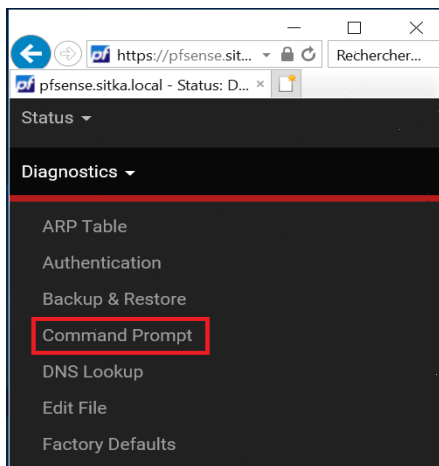 https://pfsense.sit... Rechercher...
pfsense.sitka.local - Status: D...
Status
Diagnostics
ARP Table
Authentication
Backup & Restore
Command Prompt
DNS Lookup
Edit File
Factory Defaults